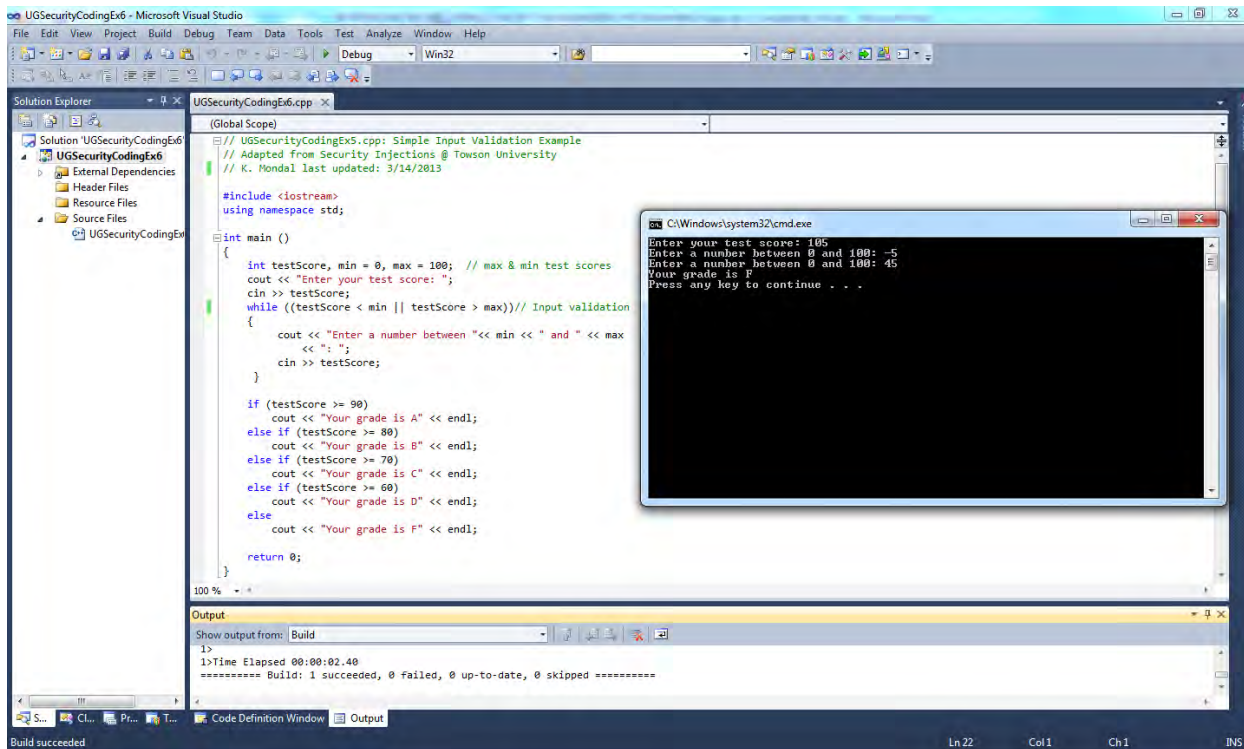 UGSecurityCodingEx6 - Microsoft Visual Studio
File Edit View Project Build Debug Team Data Tools Test Analyze Window Help
Debug Win32
Solution Explorer
UGSecurityCodingEx6.cpp
(Global Scope)
Solution 'UGSecurityCodingEx6'
UGSecurityCodingEx6
External Dependencies
Header Files
Resource Files
Source Files
UGSecurityCodingEx
// UGSecurityCodingEx5.cpp: Simple Input Validation Example
// Adapted from Security Injections @ Towson University
// K. Mondal last updated: 3/14/2013
#include <iostream>
using namespace std;
int main ()
{
int testScore, min = 0, max = 100; // max & min test scores
cout << "Enter your test score: ";
cin >> testScore;
while ((testScore < min || testScore > max))// Input validation
{
cout << "Enter a number between "<< min << " and " << max
<< ": ";
cin >> testScore;
}
if (testScore >= 90)
cout << "Your grade is A" << endl;
else if (testScore >= 80)
cout << "Your grade is B" << endl;
else if (testScore >= 70)
cout << "Your grade is C" << endl;
else if (testScore >= 60)
cout << "Your grade is D" << endl;
else
cout << "Your grade is F" << endl;
return 0;
}
100 %
C:\Windows\system32\cmd.exe
Enter your test score: 105
Enter a number between 0 and 100: -5
Enter a number between 0 and 100: 45
Your grade is F
Press any key to continue . . .
Output
Show output from: Build
1>
1>Time Elapsed 00:00:02.40
========== Build: 1 succeeded, 0 failed, 0 up-to-date, 0 skipped ==========
S... Cl... Pr... T...
Code Definition Window Output
Build succeeded
Ln 22 Col 1 Ch 1 INS